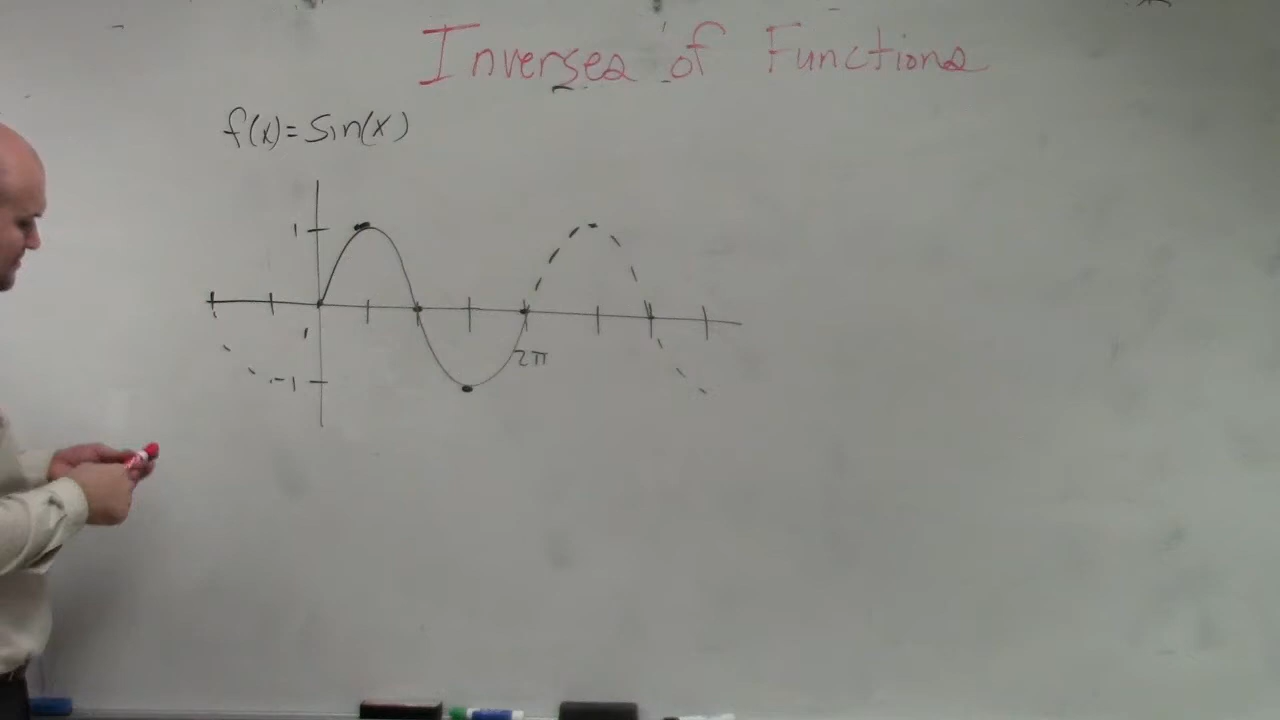 Inverses of Functions
f(x)=Sin(x)
1
2π
-1